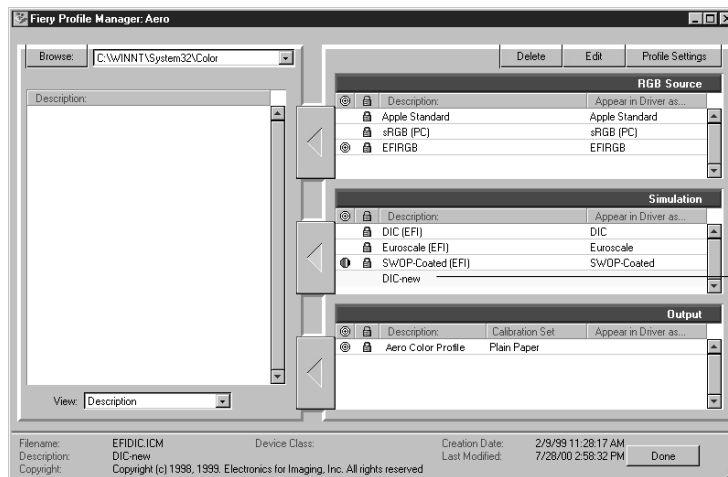 Fiery Profile Manager: Aero
Browse: C:\WINNT\System32\Color
Description:
View: Description
Delete Edit Profile Settings
RGB Source
Description: Appear in Driver as...
Apple Standard Apple Standard
sRGB (PC) sRGB (PC)
EFIRGB EFIRGB
Simulation
Description: Appear in Driver as...
DIC (EFI) DIC
Euroscale (EFI) Euroscale
SWOP-Coated (EFI) SWOP-Coated
DIC-new
Output
Description: Calibration Set Appear in Driver as...
Aero Color Profile Plain Paper
Filename: EFIDIC.ICM Device Class: Creation Date: 2/9/99 11:28:17 AM
Description: DIC-new Last Modified: 7/28/00 2:58:32 PM
Copyright: Copyright (c) 1998, 1999. Electronics for Imaging, Inc. All rights reserved
Done